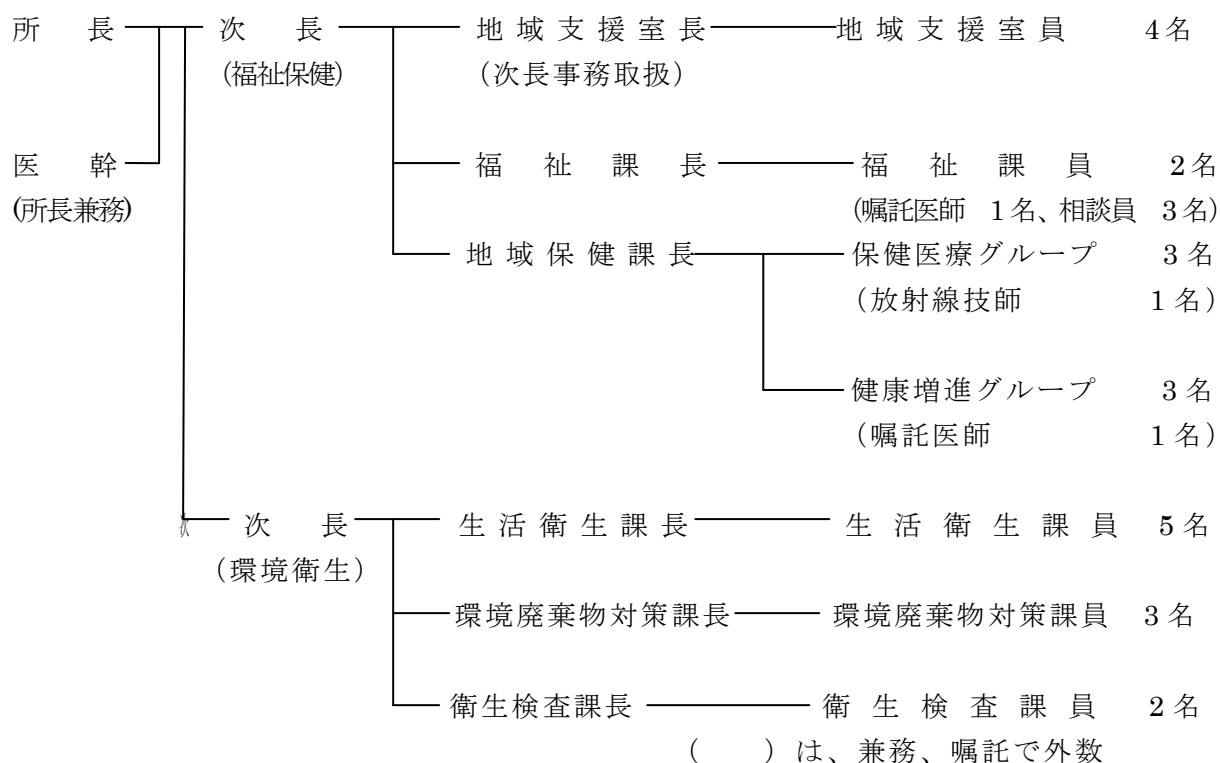 所長 次長 地域支援室長 地域支援室員 4名
(福祉保健) (次長事務取扱)
医幹 福祉課長 福祉課員 2名
(所長兼務) (嘱託医師 1名、相談員 3名)
地域保健課長 保健医療グループ 3名
(放射線技師 1名)
健康増進グループ 3名
(嘱託医師 1名)
次長 生活衛生課長 生活衛生課員 5名
(環境衛生)
環境廃棄物対策課長 環境廃棄物対策課員 3名
衛生検査課長 衛生検査課員 2名
( )は、兼務、嘱託で外数